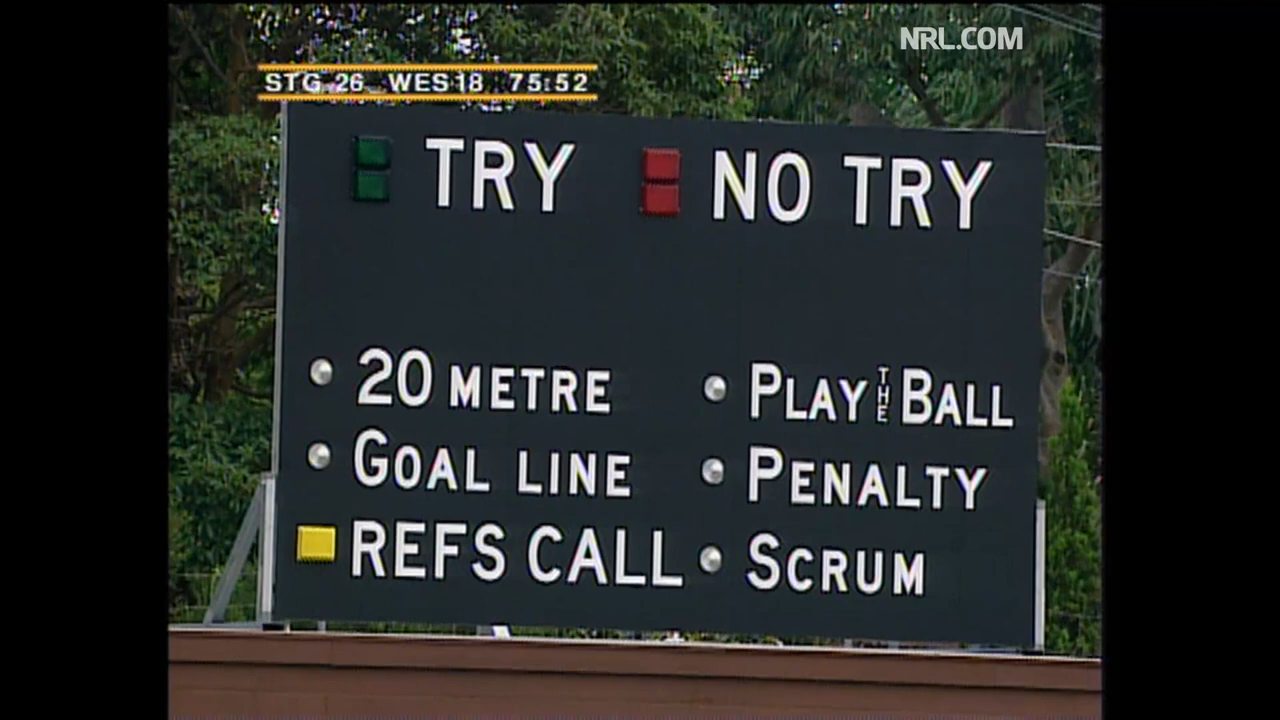 NRL.COM
STG 26 WES 18 75:52
TRY NO TRY
20 METRE PLAY THE BALL
GOAL LINE PENALTY
REFS CALL SCRUM